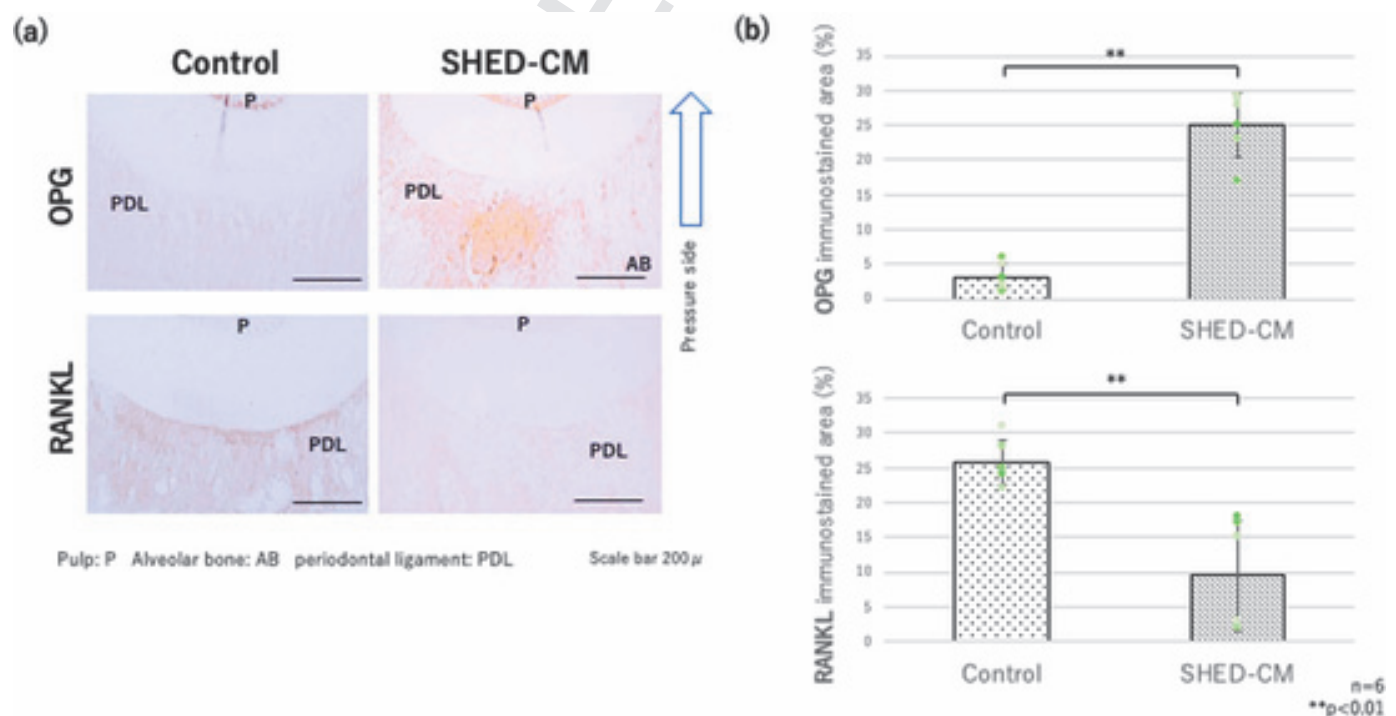 (a)
Control SHED-CM
OPG
P
PDL
P
PDL
AB
RANKL
P
PDL
P
PDL
Pressure side
Pulp: P Alveolar bone: AB periodontal ligament: PDL Scale bar 200 μ
(b)
OPG immunostained area (%)
35
30
25
20
15
10
5
0
**
Control SHED-CM
RANKL immunostained area (%)
35
30
25
20
15
10
5
0
**
Control SHED-CM
n=6
**p<0.01